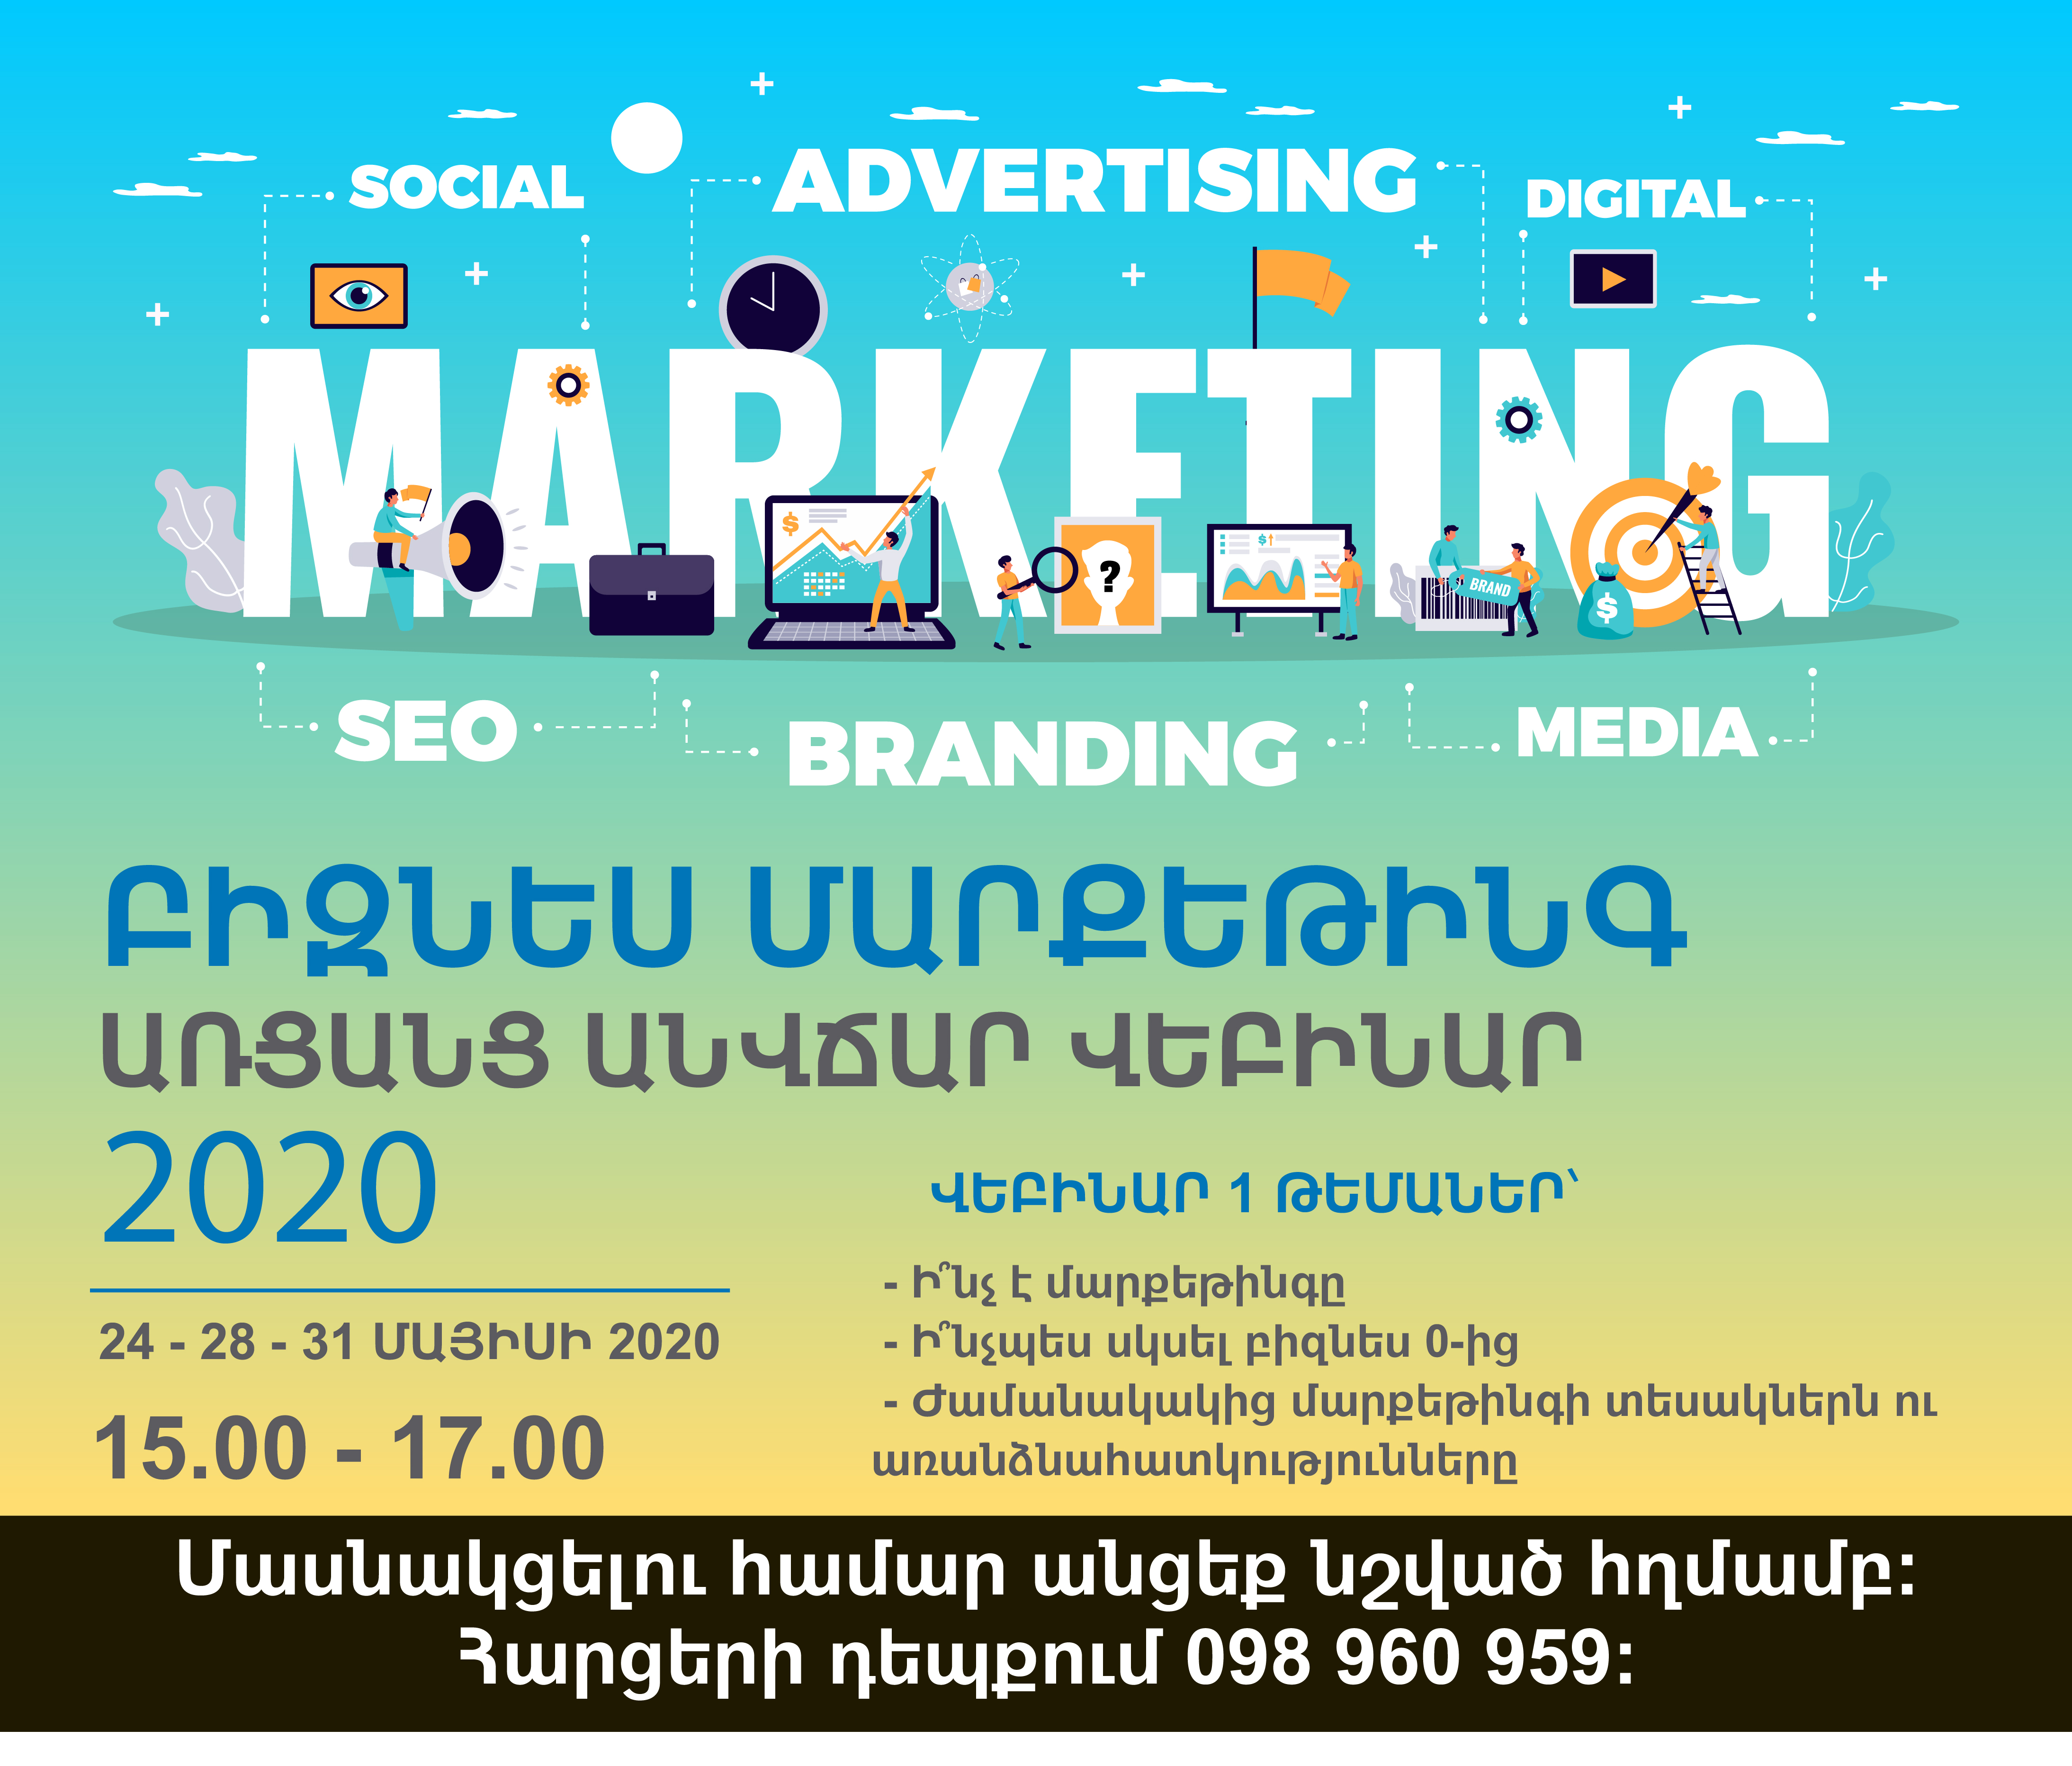 SOCIAL
ADVERTISING
DIGITAL
MARKETING
$
?
$
BRAND
$
SEO
BRANDING
MEDIA
ԲԻԶՆԵՍ ՄԱՐՔԵԹԻՆԳ
ԱՌՑԱՆՑ ԱՆՎՃԱՐ ՎԵԲԻՆԱՐ
2020
24 - 28 - 31 ՄԱՅԻՍԻ 2020
15.00 - 17.00
ՎԵԲԻՆԱՐ 1 ԹԵՄԱՆԵՐ՝
- Ի՞նչ է մարքեթինգը
- Ի՞նչպես սկսել բիզնես 0-ից
- Ժամանակակից մարքեթինգի տեսակներն ու
առանձնահատկությունները
Մասնակցելու համար անցեք նշված հղմամբ:
Հարցերի դեպքում 098 960 959: